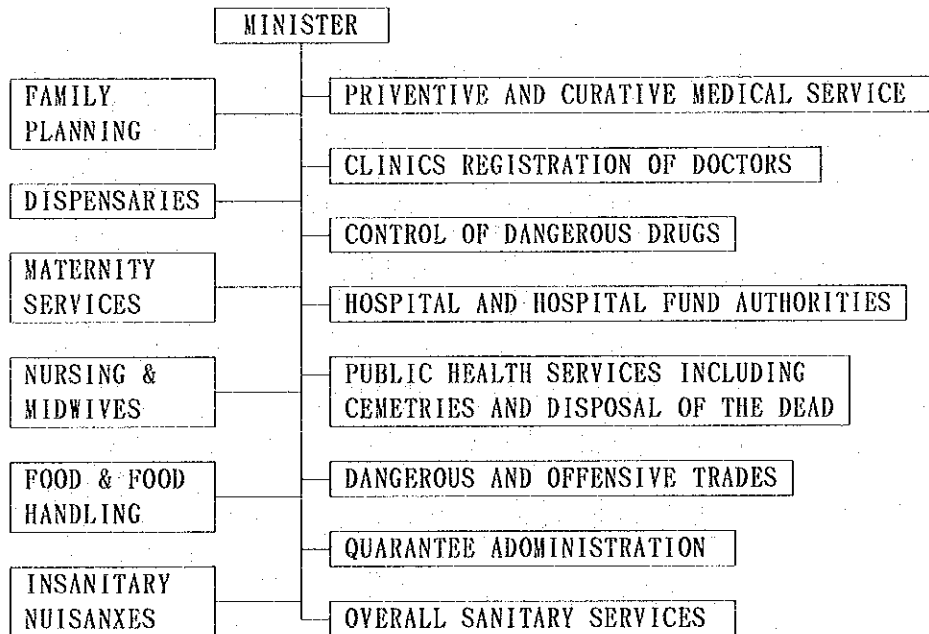 MINISTER
FAMILY
PLANNING
DISPENSARIES
MATERNITY
SERVICES
NURSING &
MIDWIVES
FOOD & FOOD
HANDLING
INSANITARY
NUISANXES
PRIVENTIVE AND CURATIVE MEDICAL SERVICE
CLINICS REGISTRATION OF DOCTORS
CONTROL OF DANGEROUS DRUGS
HOSPITAL AND HOSPITAL FUND AUTHORITIES
PUBLIC HEALTH SERVICES INCLUDING
CEMETRIES AND DISPOSAL OF THE DEAD
DANGEROUS AND OFFENSIVE TRADES
QUARANTEE ADOMINISTRATION
OVERALL SANITARY SERVICES